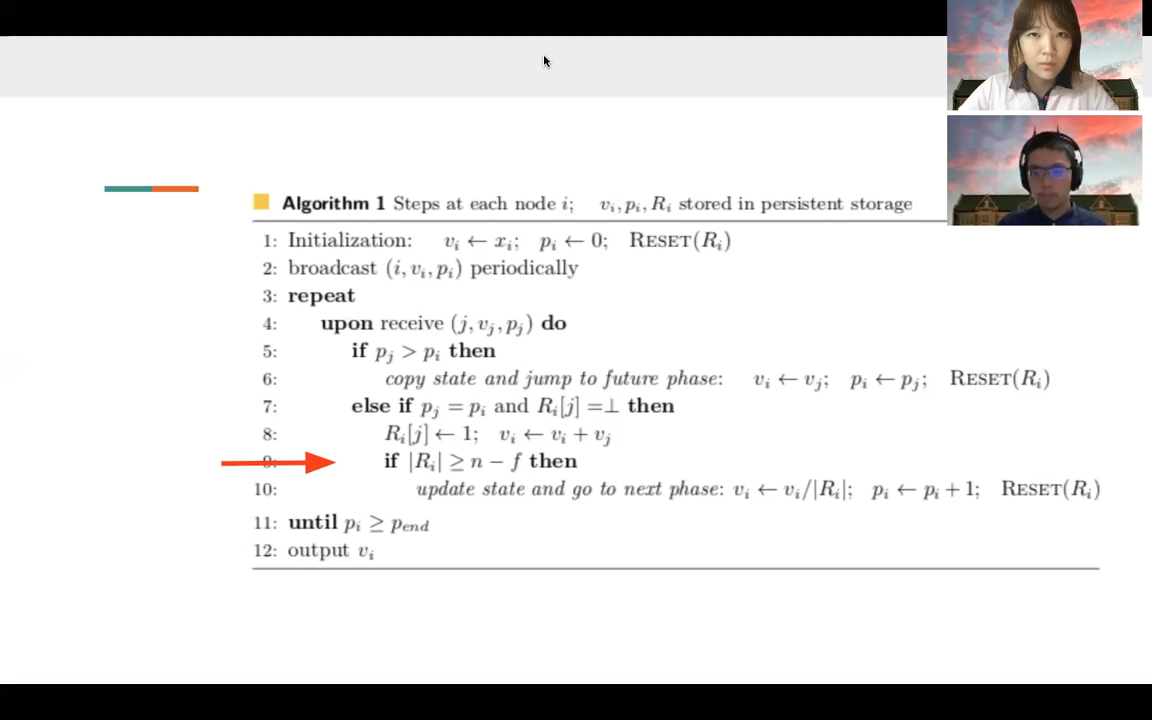 Algorithm 1 Steps at each node i; v_i, p_i, R_i stored in persistent storage
1: Initialization: v_i ← x_i; p_i ← 0; RESET(R_i)
2: broadcast (i, v_i, p_i) periodically
3: repeat
4: upon receive (j, v_j, p_j) do
5: if p_j > p_i then
6: copy state and jump to future phase: v_i ← v_j; p_i ← p_j; RESET(R_i)
7: else if p_j = p_i and R_i[j] =⊥ then
8: R_i[j] ← 1; v_i ← v_i + v_j
9: if |R_i| ≥ n − f then
10: update state and go to next phase: v_i ← v_i/|R_i|; p_i ← p_i + 1; RESET(R_i)
11: until p_i ≥ p_end
12: output v_i